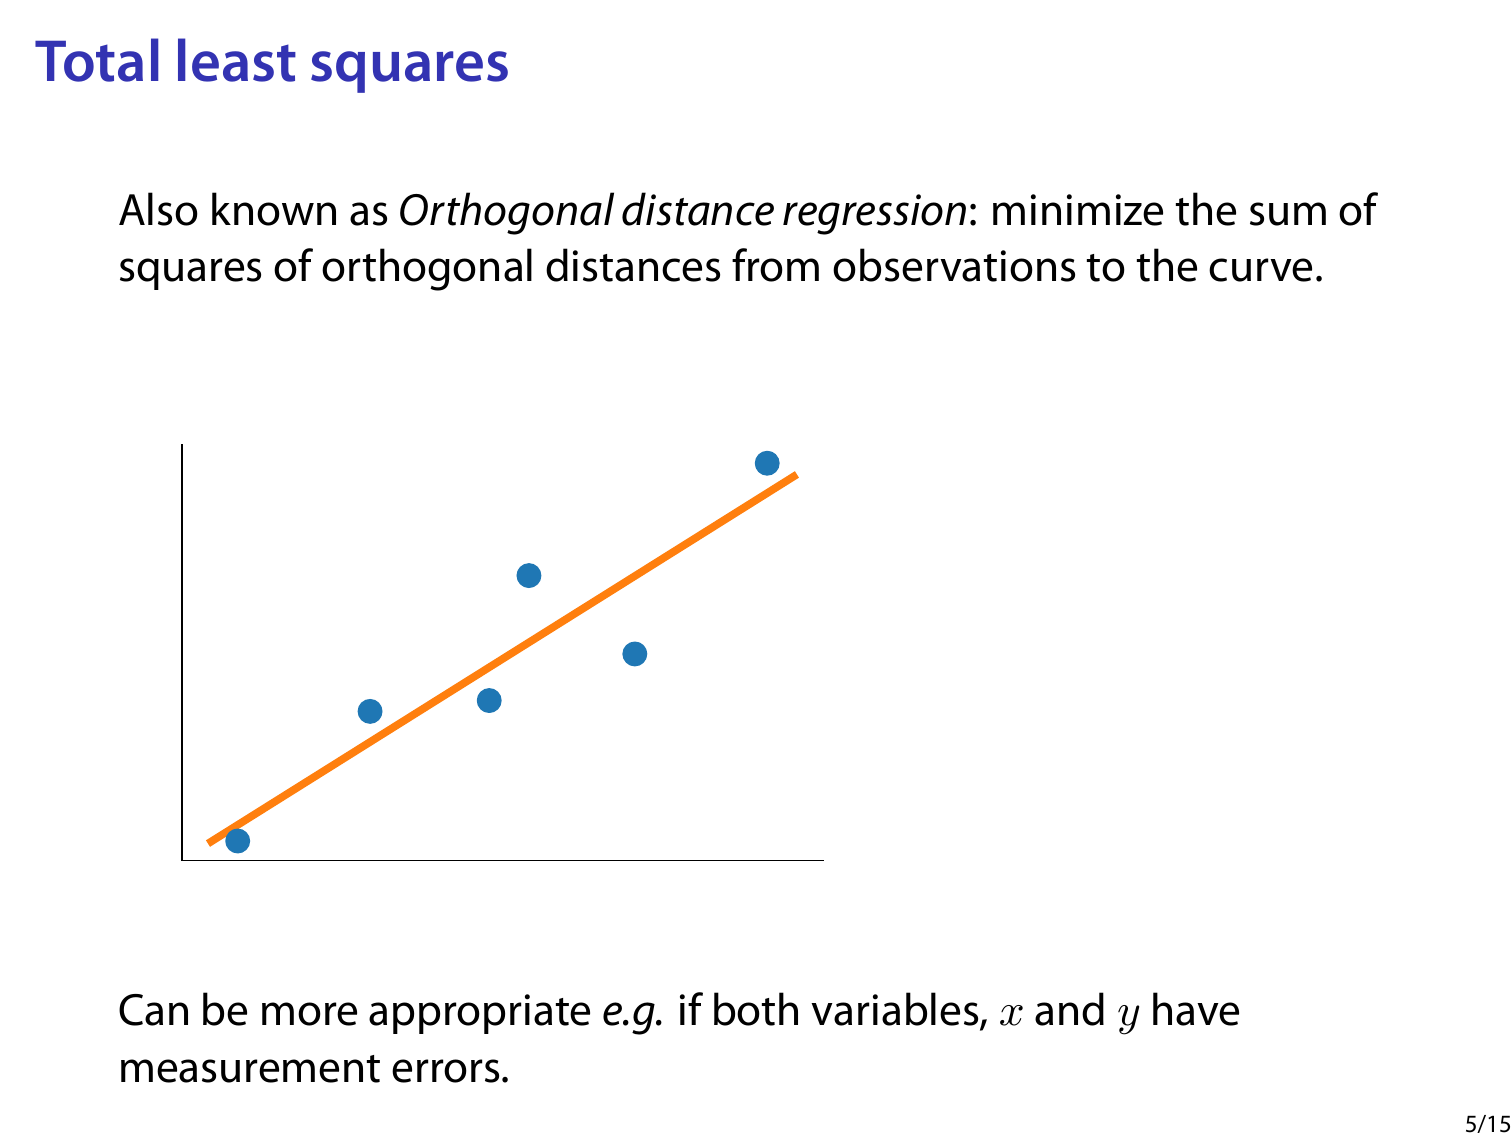 Total least squares
Also known as Orthogonal distance regression: minimize the sum of
squares of orthogonal distances from observations to the curve.
Can be more appropriate e.g. if both variables, x and y have
measurement errors.
5/15